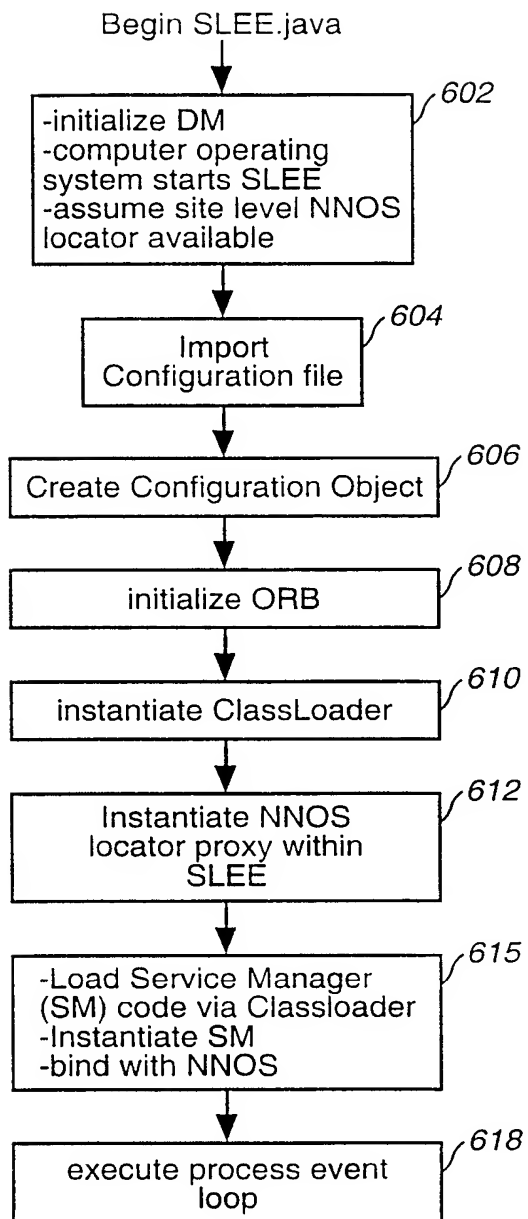 Begin SLEE.java
602
-initialize DM
-computer operating
system starts SLEE
-assume site level NNOS
locator available
604
Import
Configuration file
606
Create Configuration Object
608
initialize ORB
610
instantiate ClassLoader
612
Instantiate NNOS
locator proxy within
SLEE
615
-Load Service Manager
(SM) code via Classloader
-Instantiate SM
-bind with NNOS
618
execute process event
loop